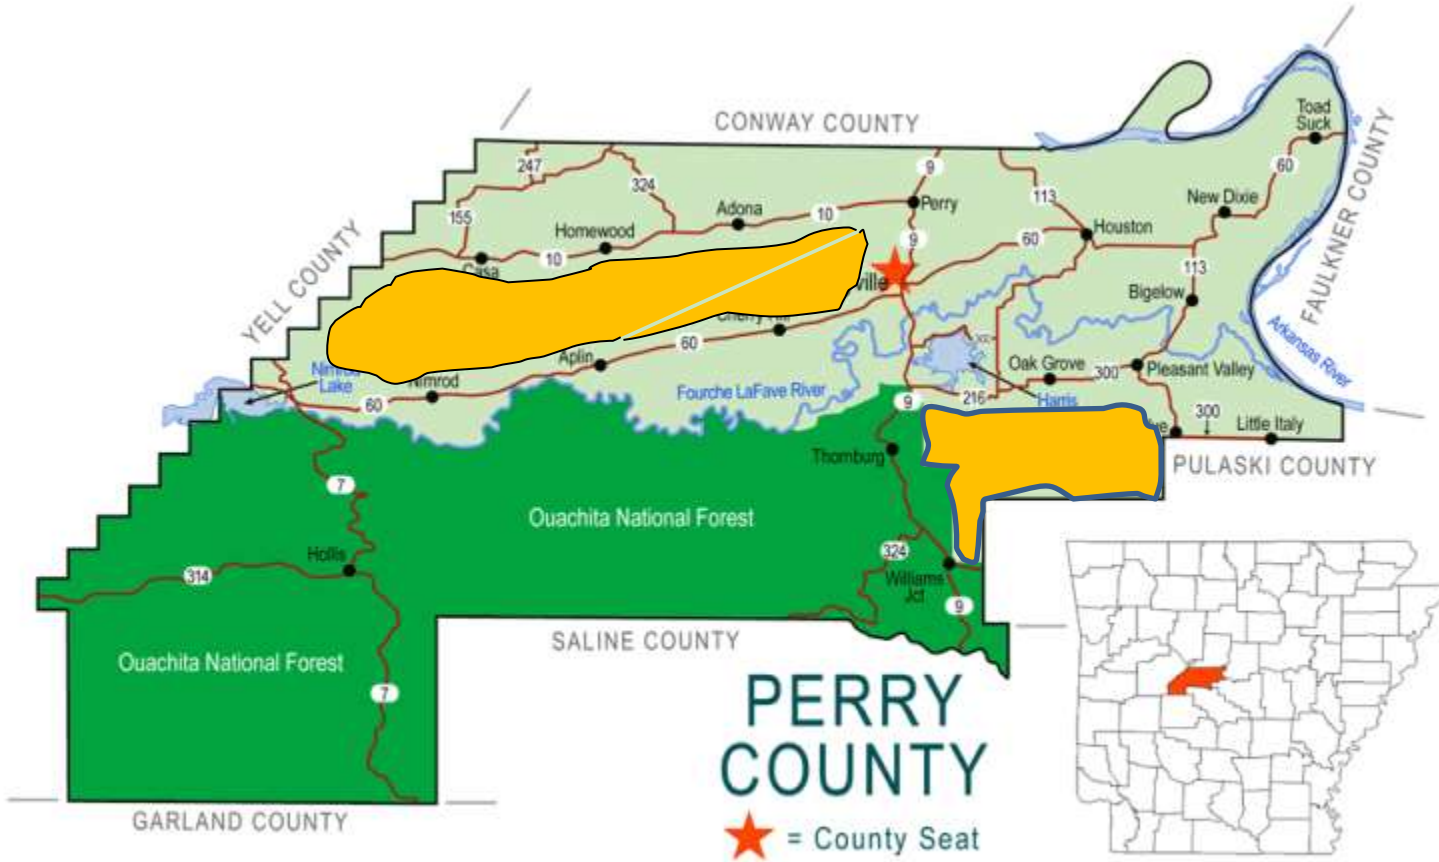 Toad
Suck
CONWAY COUNTY
FAULKNER COUNTY
247
9
60
324
113
New Dixie
155
Adona
10
Perry
Homewood
Houston
YELL COUNTY
9
60
10
Casa
113
ville
Bigelow
Cherry Hill
Arkansas River
60
Aplin
Oak Grove
300
Pleasant Valley
Nimrod
Lake
Nimrod
Fourche LaFave River
60
9
216
Harris
300
Little Italy
Thornburg
PULASKI COUNTY
7
Ouachita National Forest
324
Hollis
314
Williams
Jct
9
SALINE COUNTY
Ouachita National Forest
7
PERRY
COUNTY
GARLAND COUNTY
= County Seat